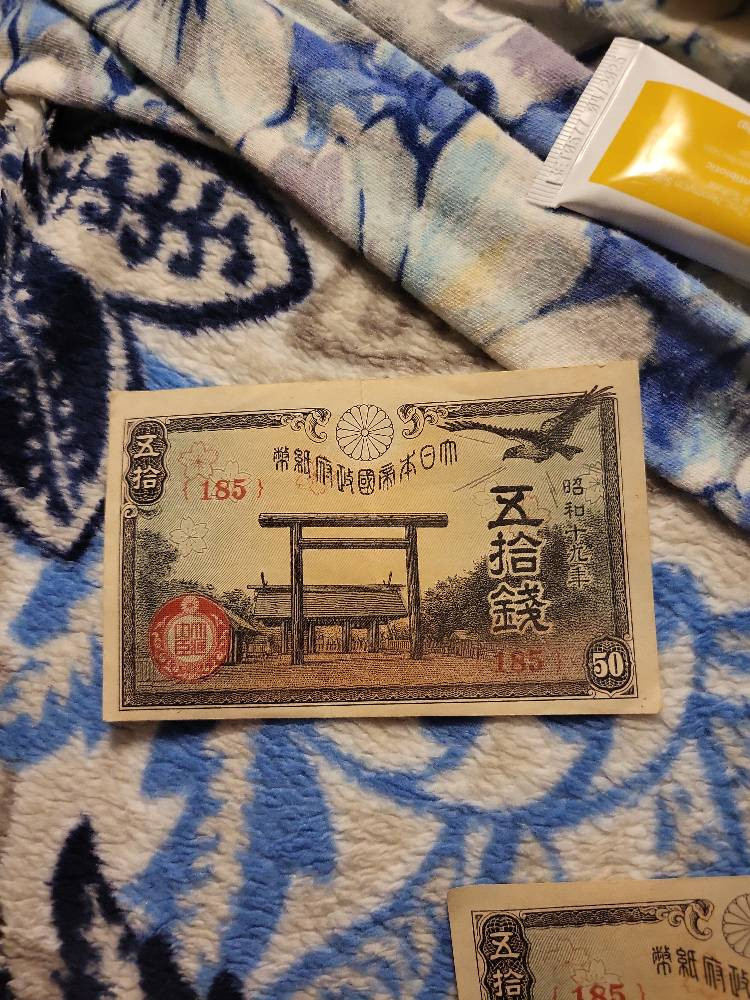 大日本帝國政府紙幣
五拾
{185}
昭和十九年
五拾錢
{185}
50
ntibiotic
五拾
府紙幣
{185}